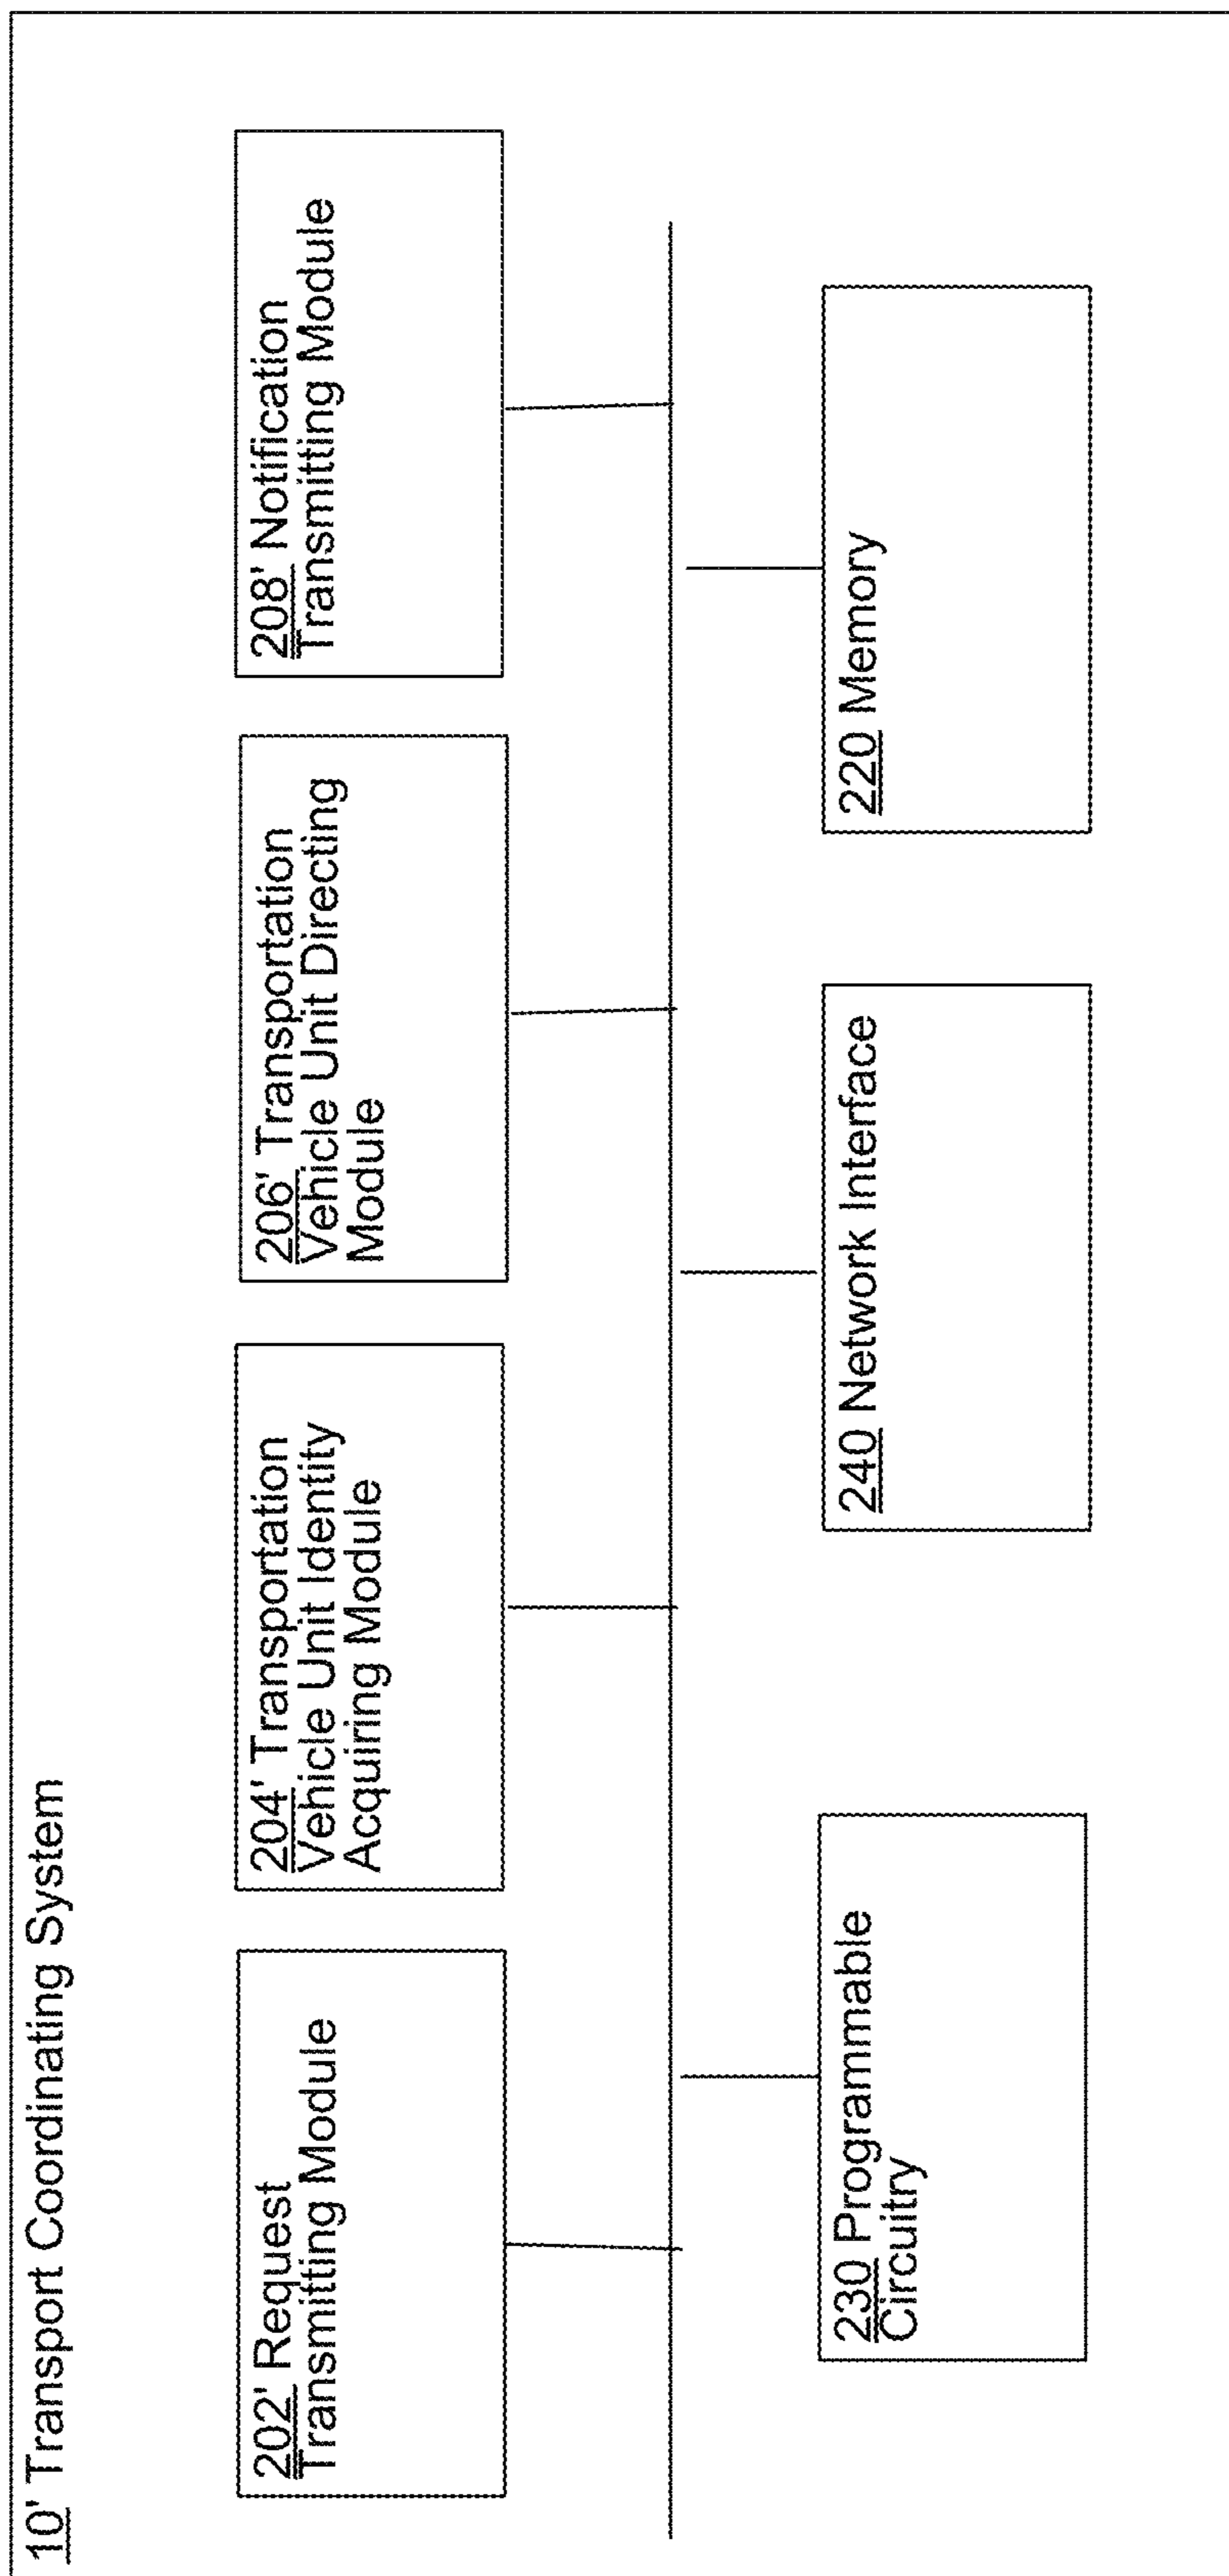 10' Transport Coordinating System
202' Request
Transmitting Module
204' Transportation
Vehicle Unit Identity
Acquiring Module
206' Transportation
Vehicle Unit Directing
Module
208' Notification
Transmitting Module
230 Programmable
Circuitry
240 Network Interface
220 Memory